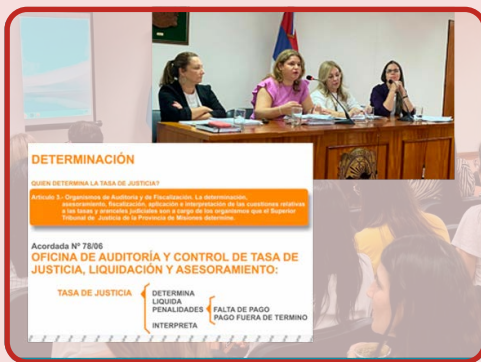 DETERMINACIÓN
QUIEN DETERMINA LA TASA DE JUSTICIA?
Artículo 3.- Organismos de Auditoría y de Fiscalización. La determinación,
asesoramiento, fiscalización, aplicación e interpretación de las cuestiones relativas
a las tasas y aranceles judiciales son a cargo de los organismos que el Superior
Tribunal de Justicia de la Provincia de Misiones determine.
Acordada Nº 78/06
OFICINA DE AUDITORÍA Y CONTROL DE TASA DE
JUSTICIA, LIQUIDACIÓN Y ASESORAMIENTO:
TASA DE JUSTICIA
DETERMINA
LIQUIDA
PENALIDADES
FALTA DE PAGO
PAGO FUERA DE TERMINO
INTERPRETA